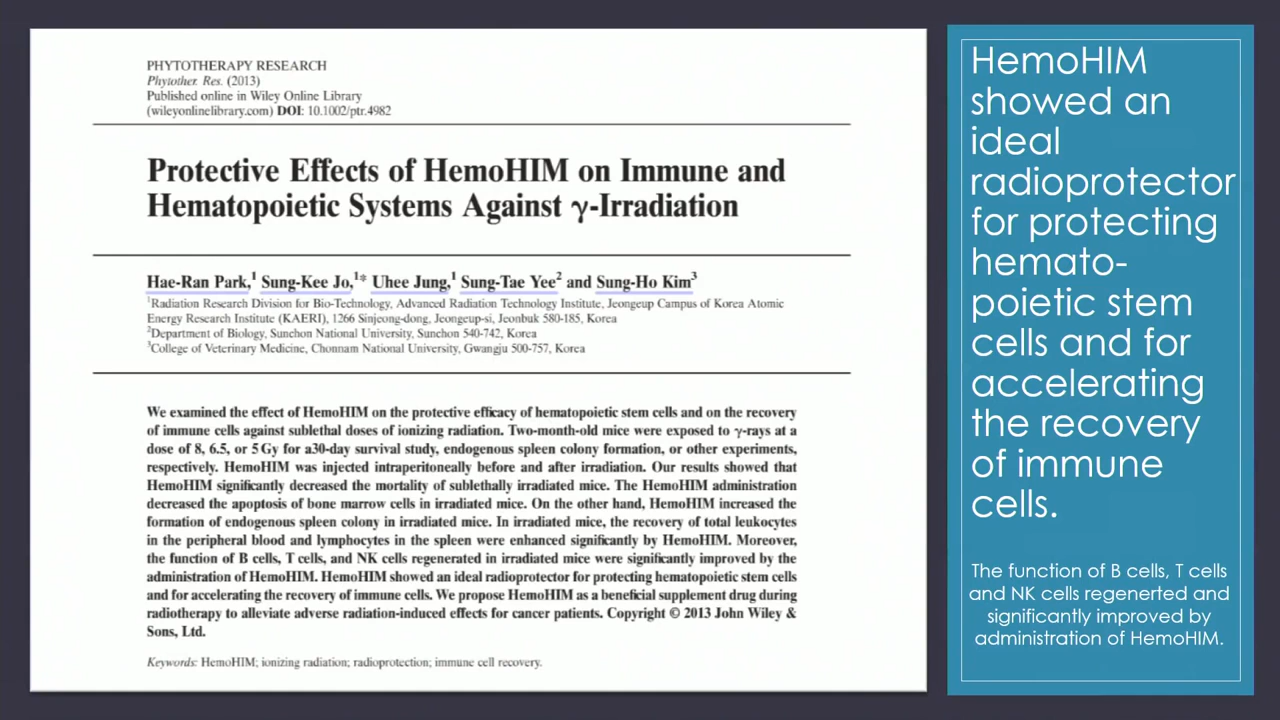 PHYTOTHERAPY RESEARCH
Phytother. Res. (2013)
Published online in Wiley Online Library
(wileyonlinelibrary.com) DOI: 10.1002/ptr.4982
Protective Effects of HemoHIM on Immune and
Hematopoietic Systems Against γ-Irradiation
Hae-Ran Park,1 Sung-Kee Jo,1* Uhee Jung,1 Sung-Tae Yee2 and Sung-Ho Kim3
1Radiation Research Division for Bio-Technology, Advanced Radiation Technology Institute, Jeongeup Campus of Korea Atomic
Energy Research Institute (KAERI), 1266 Sinjeong-dong, Jeongeup-si, Jeonbuk 580-185, Korea
2Department of Biology, Sunchon National University, Sunchon 540-742, Korea
3College of Veterinary Medicine, Chonnam National University, Gwangju 500-757, Korea
We examined the effect of HemoHIM on the protective efficacy of hematopoietic stem cells and on the recovery
of immune cells against sublethal doses of ionizing radiation. Two-month-old mice were exposed to γ-rays at a
dose of 8, 6.5, or 5 Gy for a30-day survival study, endogenous spleen colony formation, or other experiments,
respectively. HemoHIM was injected intraperitoneally before and after irradiation. Our results showed that
HemoHIM significantly decreased the mortality of sublethally irradiated mice. The HemoHIM administration
decreased the apoptosis of bone marrow cells in irradiated mice. On the other hand, HemoHIM increased the
formation of endogenous spleen colony in irradiated mice. In irradiated mice, the recovery of total leukocytes
in the peripheral blood and lymphocytes in the spleen were enhanced significantly by HemoHIM. Moreover,
the function of B cells, T cells, and NK cells regenerated in irradiated mice were significantly improved by the
administration of HemoHIM. HemoHIM showed an ideal radioprotector for protecting hematopoietic stem cells
and for accelerating the recovery of immune cells. We propose HemoHIM as a beneficial supplement drug during
radiotherapy to alleviate adverse radiation-induced effects for cancer patients. Copyright © 2013 John Wiley &
Sons, Ltd.
Keywords: HemoHIM; ionizing radiation; radioprotection; immune cell recovery.
HemoHIM
showed an
ideal
radioprotector
for protecting
hemato-
poietic stem
cells and for
accelerating
the recovery
of immune
cells.
The function of B cells, T cells
and NK cells regenerted and
significantly improved by
administration of HemoHIM.